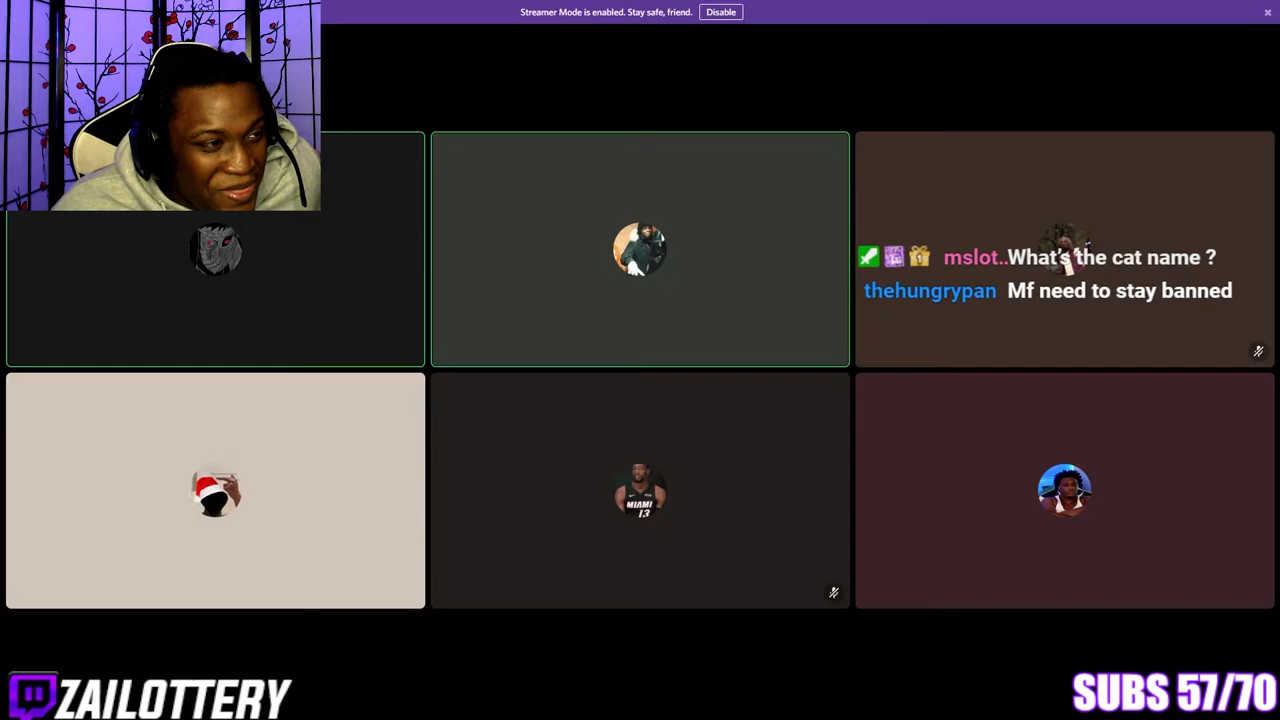 Streamer Mode is enabled. Stay safe, friend. Disable
mslot.. What's the cat name ?
thehungrypan Mf need to stay banned
MIAMI
13
ZAILOTTERY
SUBS 57/70